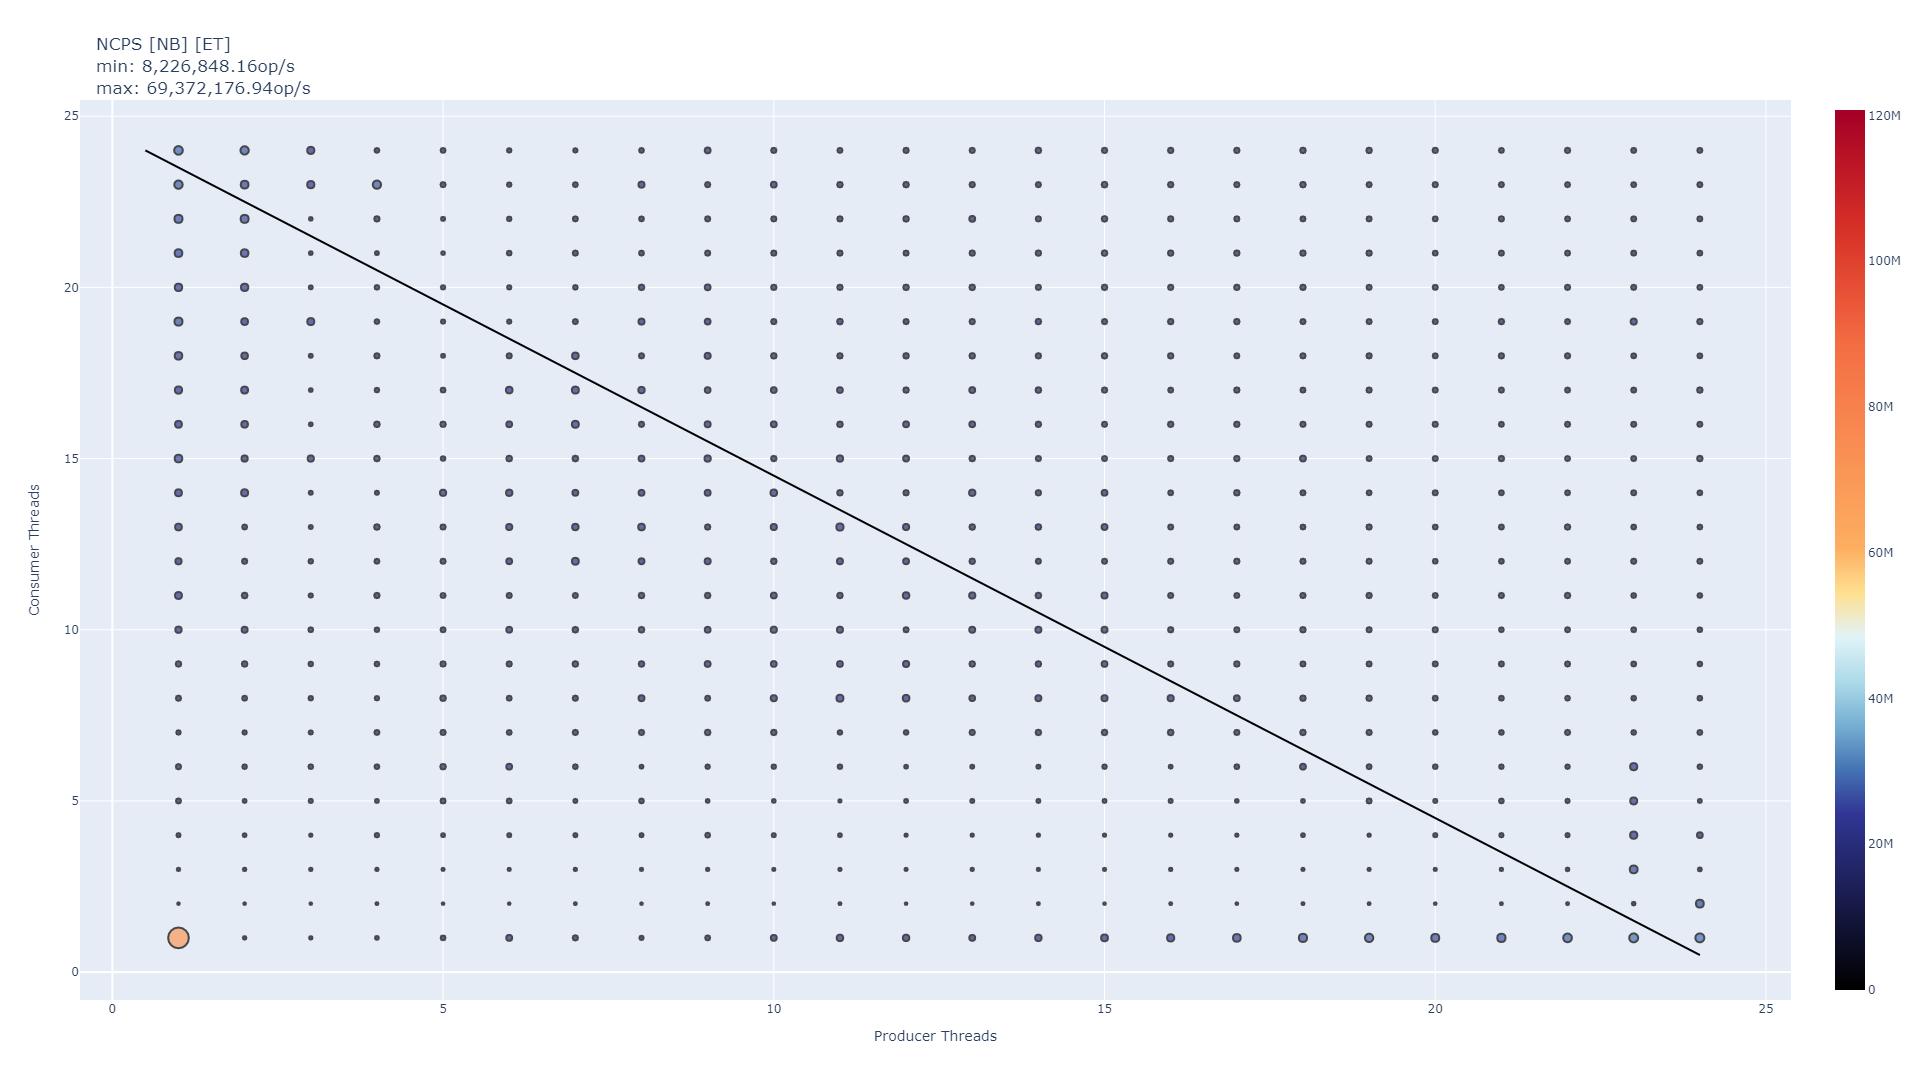 NCPS [NB] [ET]
min: 8,226,848.16op/s
max: 69,372,176.94op/s
25
20
15
10
5
0
Consumer Threads
0
5
10
15
20
25
Producer Threads
120M
100M
80M
60M
40M
20M
0